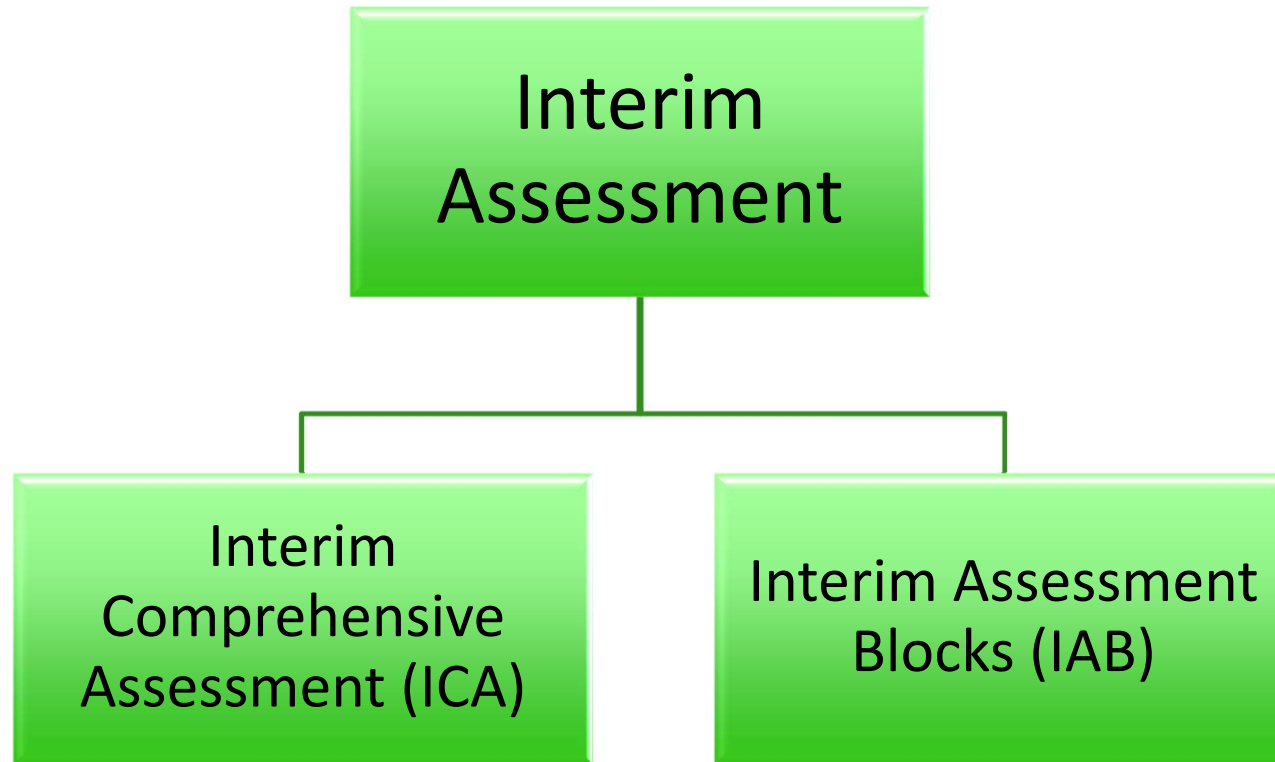 Interim
Assessment
Interim
Comprehensive
Assessment (ICA)
Interim Assessment
Blocks (IAB)